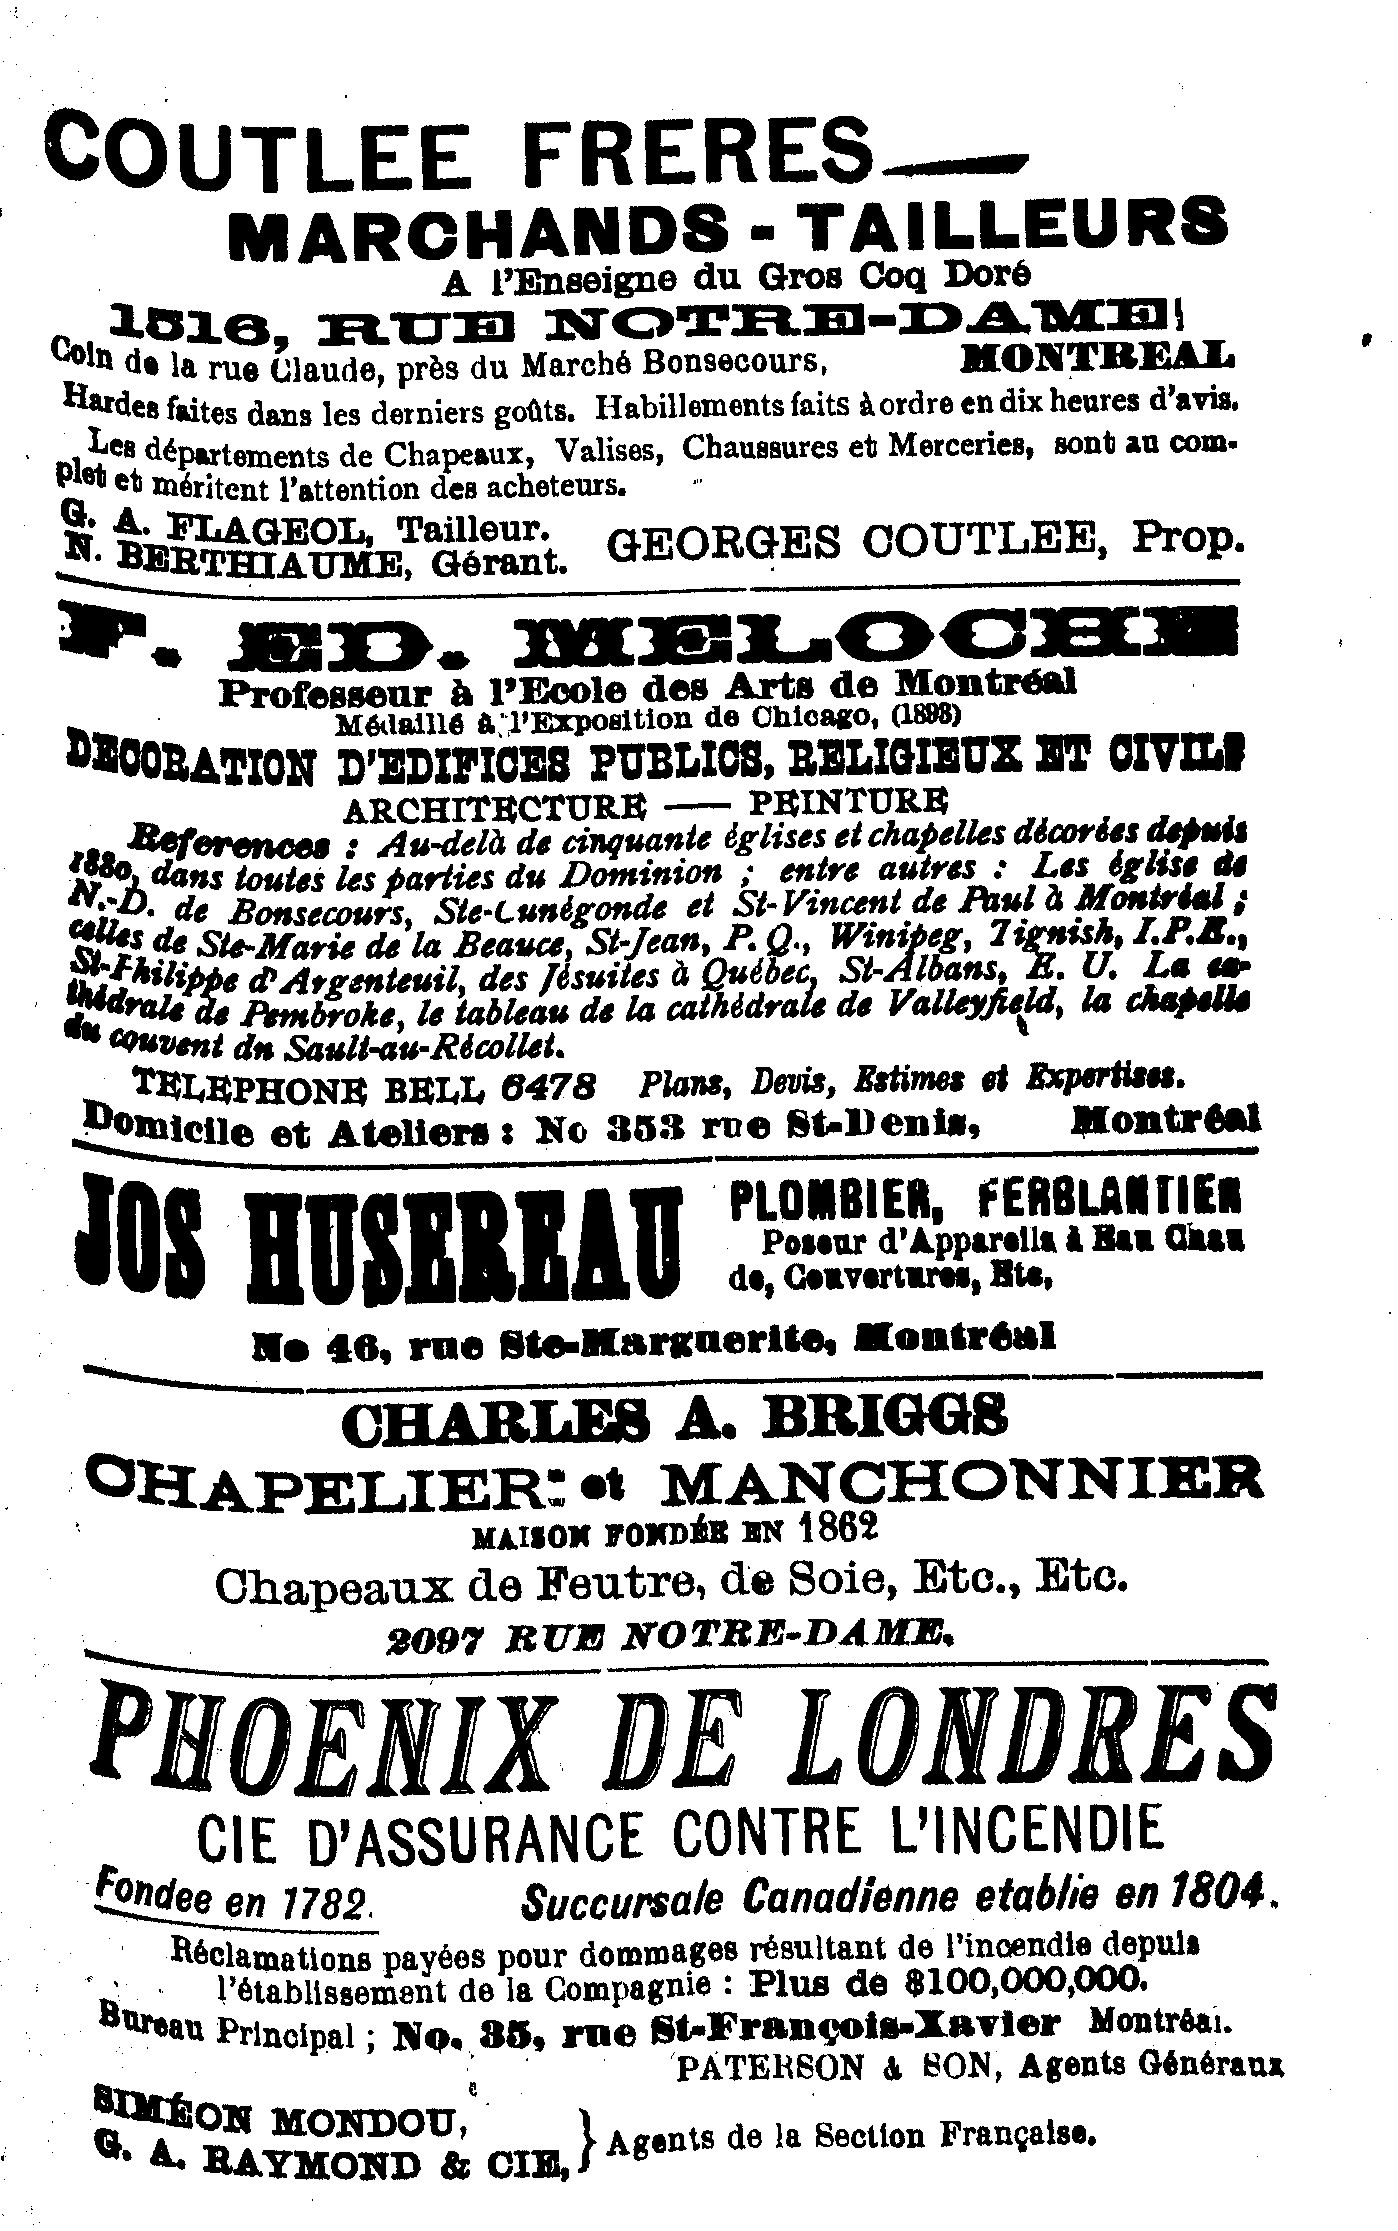 COUTLEE FRERES
MARCHANDS - TAILLEURS
A l'Enseigne du Gros Coq Doré
1516, RUE NOTRE-DAME
Coin de la rue Claude, près du Marché Bonsecours, MONTREAL
Hardes faites dans les derniers goûts. Habillements faits à ordre en dix heures d'avis.
Les départements de Chapeaux, Valises, Chaussures et Merceries, sont au com-
plet et méritent l'attention des acheteurs.
G. A. FLAGEOL, Tailleur.
N. BERTHIAUME, Gérant. GEORGES COUTLEE, Prop.
F. ED. MELOCHE
Professeur à l'Ecole des Arts de Montréal
Médaillé à l'Exposition de Chicago, (1893)
DECORATION D'EDIFICES PUBLICS, RELIGIEUX ET CIVILS
ARCHITECTURE — PEINTURE
References : Au-delà de cinquante églises et chapelles décorées depuis
1880, dans toutes les parties du Dominion ; entre autres : Les église de
N.-D. de Bonsecours, Ste-Cunégonde et St-Vincent de Paul à Montréal ;
celles de Ste-Marie de la Beauce, St-Jean, P. Q., Winipeg, Tignish, I.P.E.,
St-Philippe d'Argenteuil, des Jésuites à Québec, St-Albans, E. U. La ca-
thédrale de Pembroke, le tableau de la cathédrale de Valleyfield, la chapelle
du couvent dn Sault-au-Récollet.
TELEPHONE BELL 6478 Plans, Devis, Estimes et Expertises.
Domicile et Ateliers : No 353 rue St-Denis, Montréal
JOS HUSEREAU PLOMBIER, FERBLANTIER
Poseur d'Appareils à Eau Chau
de, Couvertures, Etc,
No 46, rue Ste-Marguerite, Montréal
CHARLES A. BRIGGS
CHAPELIER et MANCHONNIER
MAISON FONDÉE EN 1862
Chapeaux de Feutre, de Soie, Etc., Etc.
2097 RUE NOTRE-DAME.
PHOENIX DE LONDRES
CIE D'ASSURANCE CONTRE L'INCENDIE
Fondee en 1782. Succursale Canadienne etablie en 1804.
Réclamations payées pour dommages résultant de l'incendie depuis
l'établissement de la Compagnie : Plus de $100,000,000.
Bureau Principal ; No. 35, rue St-François-Xavier Montréal.
PATERSON & SON, Agents Généraux
SIMÉON MONDOU,
G. A. RAYMOND & CIE, } Agents de la Section Française.